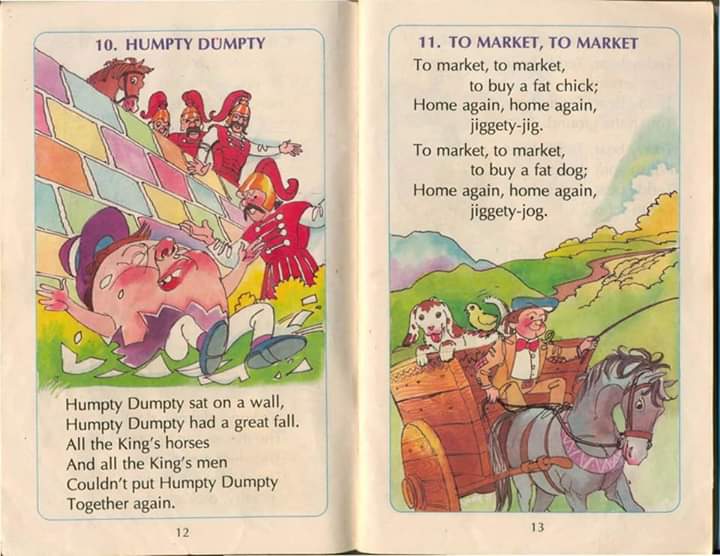 10. HUMPTY DUMPTY
Humpty Dumpty sat on a wall,
Humpty Dumpty had a great fall.
All the King's horses
And all the King's men
Couldn't put Humpty Dumpty
Together again.
12
11. TO MARKET, TO MARKET
To market, to market,
to buy a fat chick;
Home again, home again,
jiggety-jig.
To market, to market,
to buy a fat dog;
Home again, home again,
jiggety-jog.
13